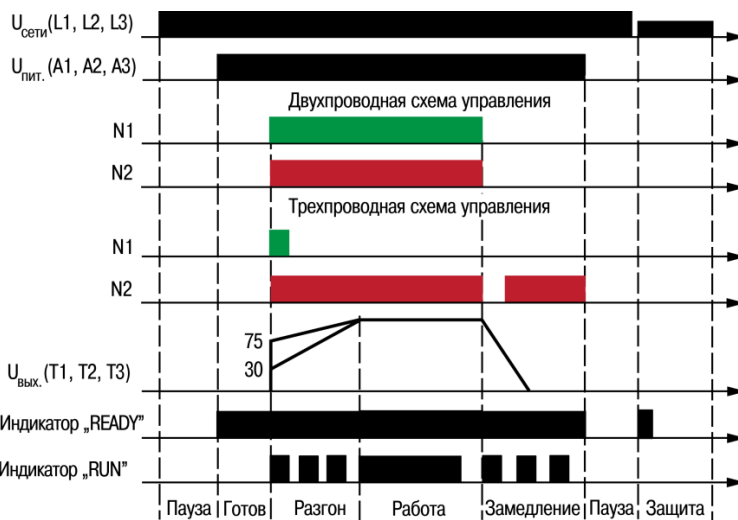 Uсети(L1, L2, L3)
Uпит. (A1, A2, A3)
Двухпроводная схема управления
N1
N2
Трехпроводная схема управления
N1
N2
75
30
Uвых. (T1, T2, T3)
Индикатор „READY”
Индикатор „RUN”
Пауза Готов Разгон Работа Замедление Пауза Защита